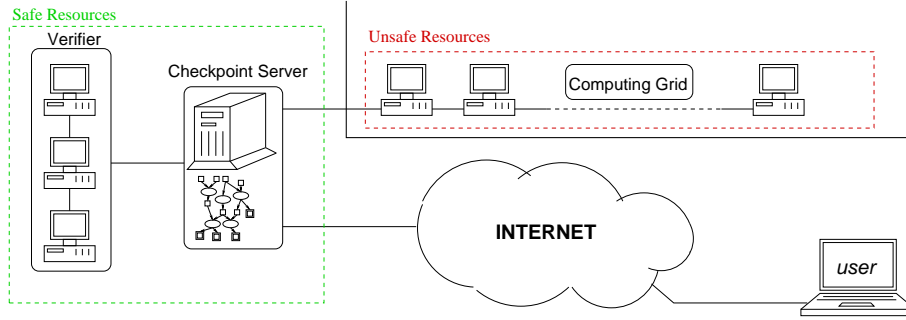 Safe Resources
Verifier
Checkpoint Server
Unsafe Resources
Computing Grid
INTERNET
user